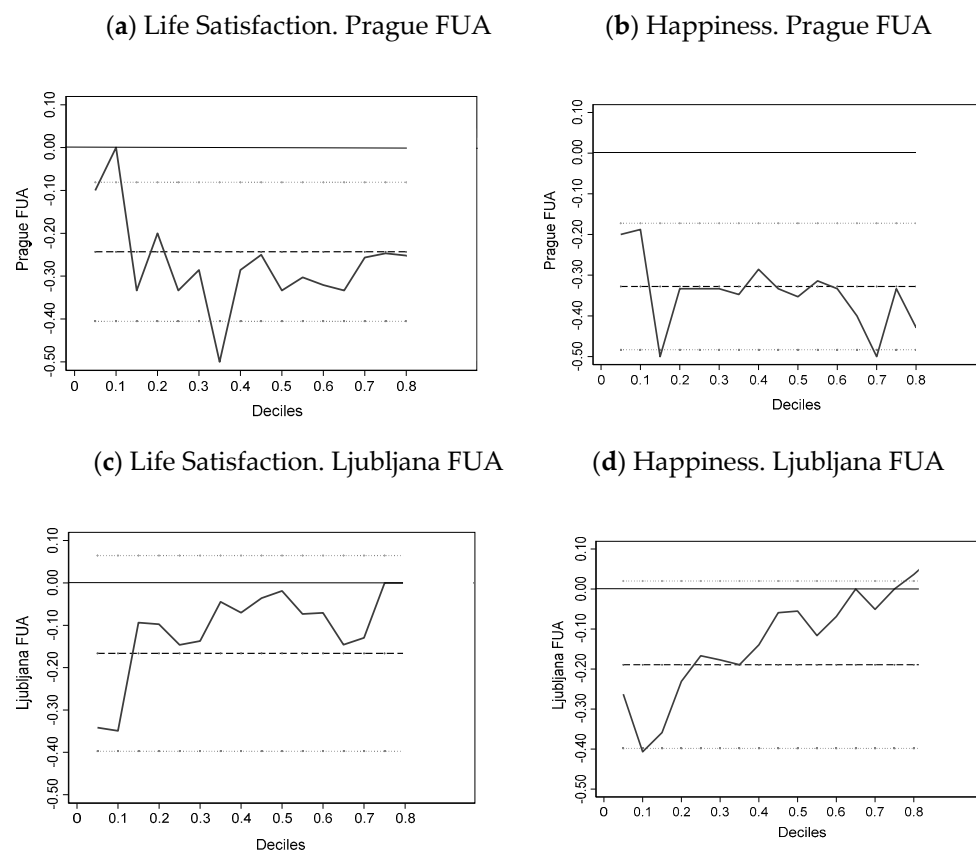 (a) Life Satisfaction. Prague FUA
(b) Happiness. Prague FUA
0.10
0.00
-0.10
-0.20
-0.30
-0.40
-0.50
Prague FUA
0 0.1 0.2 0.3 0.4 0.5 0.6 0.7 0.8
Deciles
0.10
0.00
-0.10
-0.20
-0.30
-0.40
-0.50
Prague FUA
0 0.1 0.2 0.3 0.4 0.5 0.6 0.7 0.8
Deciles
(c) Life Satisfaction. Ljubljana FUA
(d) Happiness. Ljubljana FUA
0.10
0.00
-0.10
-0.20
-0.30
-0.40
-0.50
Ljubljana FUA
0 0.1 0.2 0.3 0.4 0.5 0.6 0.7 0.8
Deciles
0.10
0.00
-0.10
-0.20
-0.30
-0.40
-0.50
Ljubljana FUA
0 0.1 0.2 0.3 0.4 0.5 0.6 0.7 0.8
Deciles